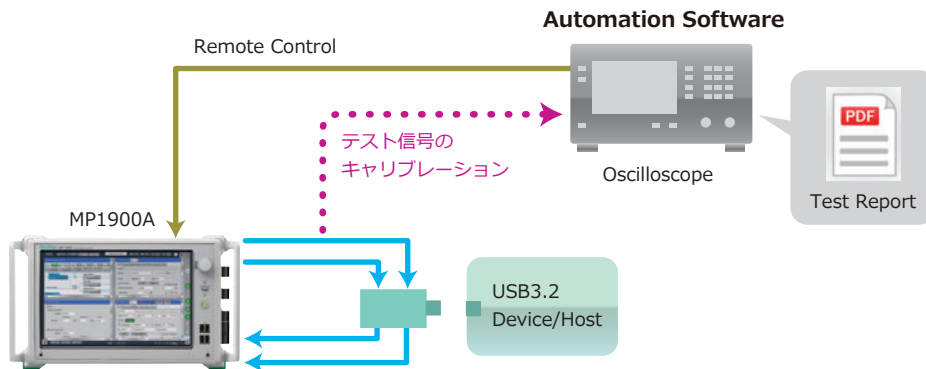 Automation Software
Remote Control
PDF
テスト信号の
キャリブレーション
Oscilloscope
Test Report
MP1900A
USB3.2
Device/Host